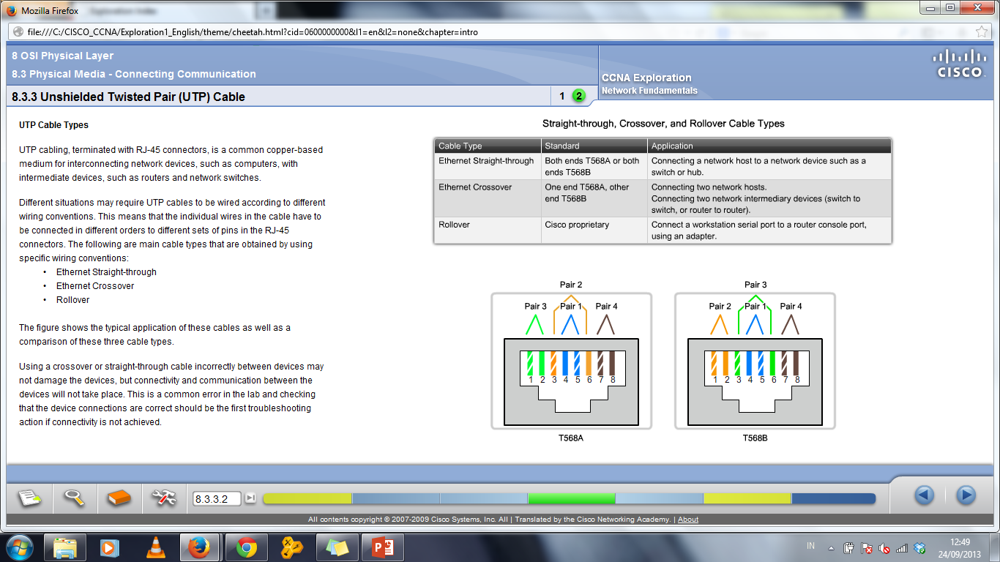 Mozilla Firefox
Exploration Index
file:///C:/CISCO_CCNA/Exploration1_English/theme/cheetah.html?cid=0600000000&l1=en&l2=none&chapter=intro
8 OSI Physical Layer
8.3 Physical Media - Connecting Communication
CCNA Exploration
Network Fundamentals
CISCO
8.3.3 Unshielded Twisted Pair (UTP) Cable
1 2
UTP Cable Types
UTP cabling, terminated with RJ-45 connectors, is a common copper-based
medium for interconnecting network devices, such as computers, with
intermediate devices, such as routers and network switches.
Different situations may require UTP cables to be wired according to different
wiring conventions. This means that the individual wires in the cable have to
be connected in different orders to different sets of pins in the RJ-45
connectors. The following are main cable types that are obtained by using
specific wiring conventions:
• Ethernet Straight-through
• Ethernet Crossover
• Rollover
The figure shows the typical application of these cables as well as a
comparison of these three cable types.
Using a crossover or straight-through cable incorrectly between devices may
not damage the devices, but connectivity and communication between the
devices will not take place. This is a common error in the lab and checking
that the device connections are correct should be the first troubleshooting
action if connectivity is not achieved.
Straight-through, Crossover, and Rollover Cable Types
Cable Type Standard Application
Ethernet Straight-through Both ends T568A or both Connecting a network host to a network device such as a
ends T568B switch or hub.
Ethernet Crossover One end T568A, other Connecting two network hosts.
end T568B Connecting two network intermediary devices (switch to
switch, or router to router).
Rollover Cisco proprietary Connect a workstation serial port to a router console port,
using an adapter.
Pair 2
Pair 3 Pair 1 Pair 4
1 2 3 4 5 6 7 8
T568A
Pair 3
Pair 2 Pair 1 Pair 4
1 2 3 4 5 6 7 8
T568B
8.3.3.2
All contents copyright © 2007-2009 Cisco Systems, Inc. All | Translated by the Cisco Networking Academy. | About
IN
12:49
24/09/2013